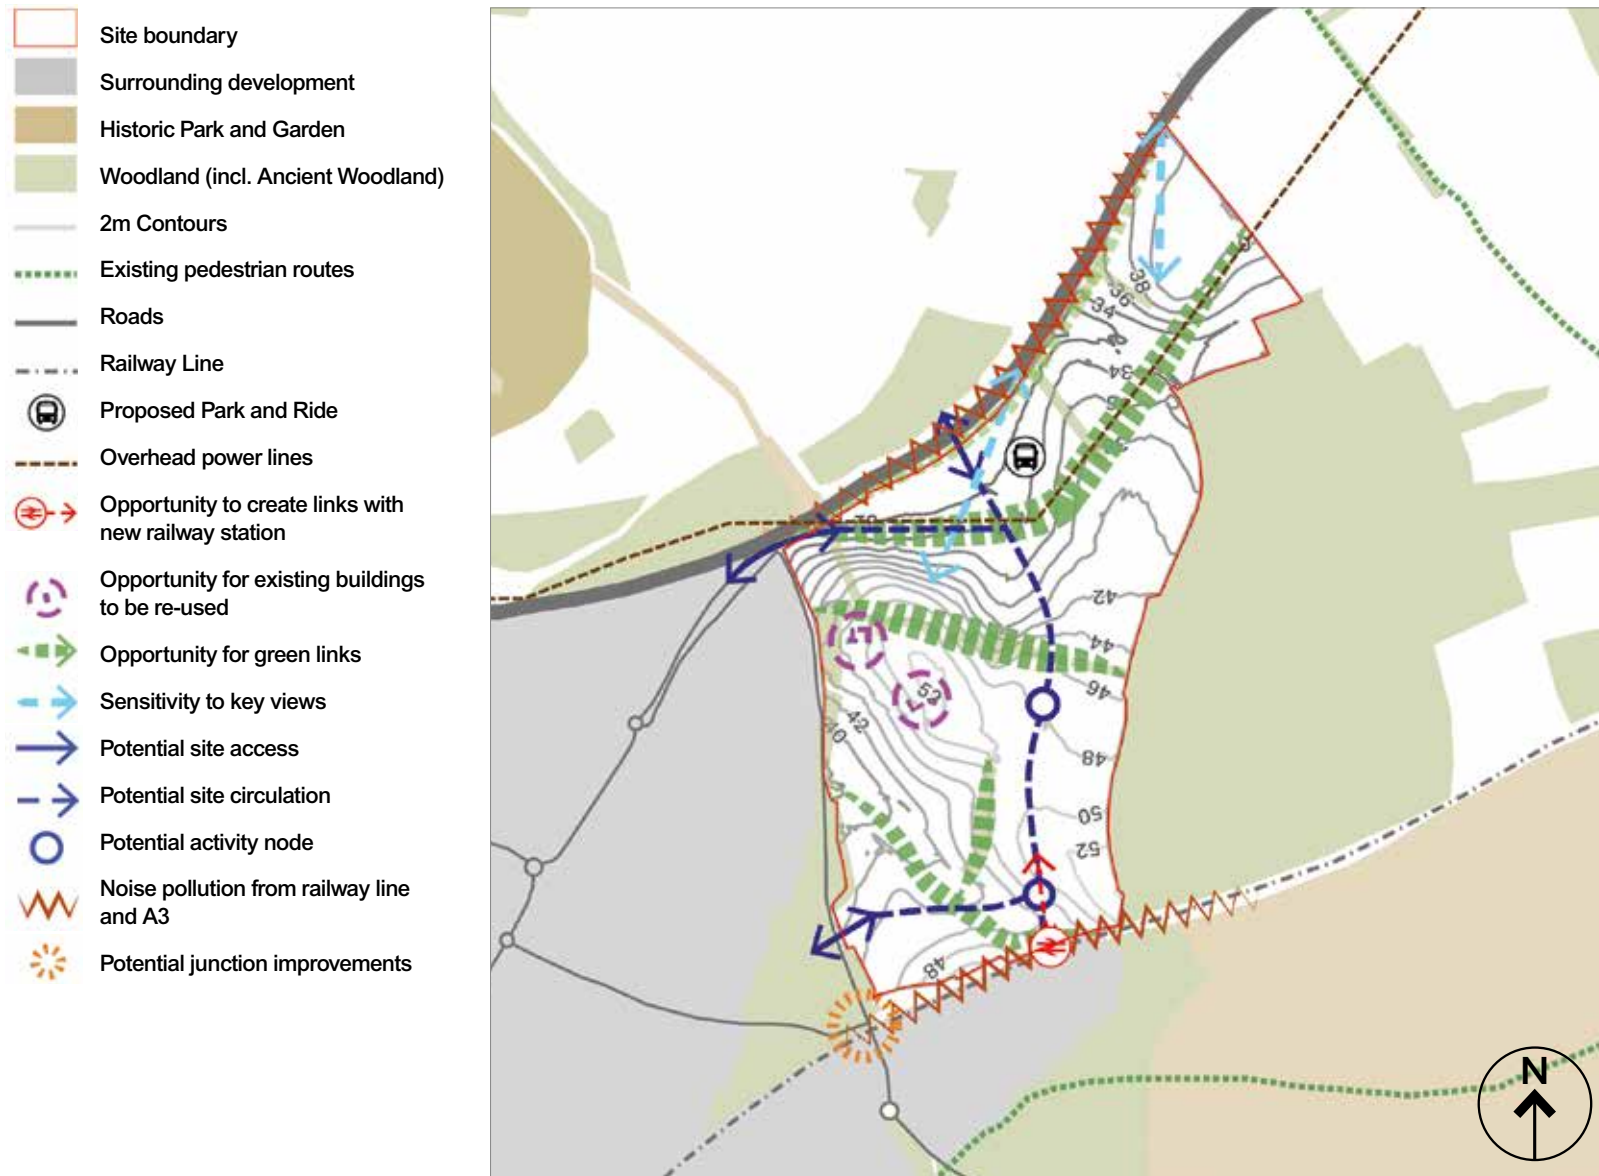 Site boundary
Surrounding development
Historic Park and Garden
Woodland (incl. Ancient Woodland)
2m Contours
Existing pedestrian routes
Roads
Railway Line
Proposed Park and Ride
Overhead power lines
Opportunity to create links with
new railway station
Opportunity for existing buildings
to be re-used
Opportunity for green links
Sensitivity to key views
Potential site access
Potential site circulation
Potential activity node
Noise pollution from railway line
and A3
Potential junction improvements
38
36
34
34
42
44
46
52
42
40
48
50
52
48
N